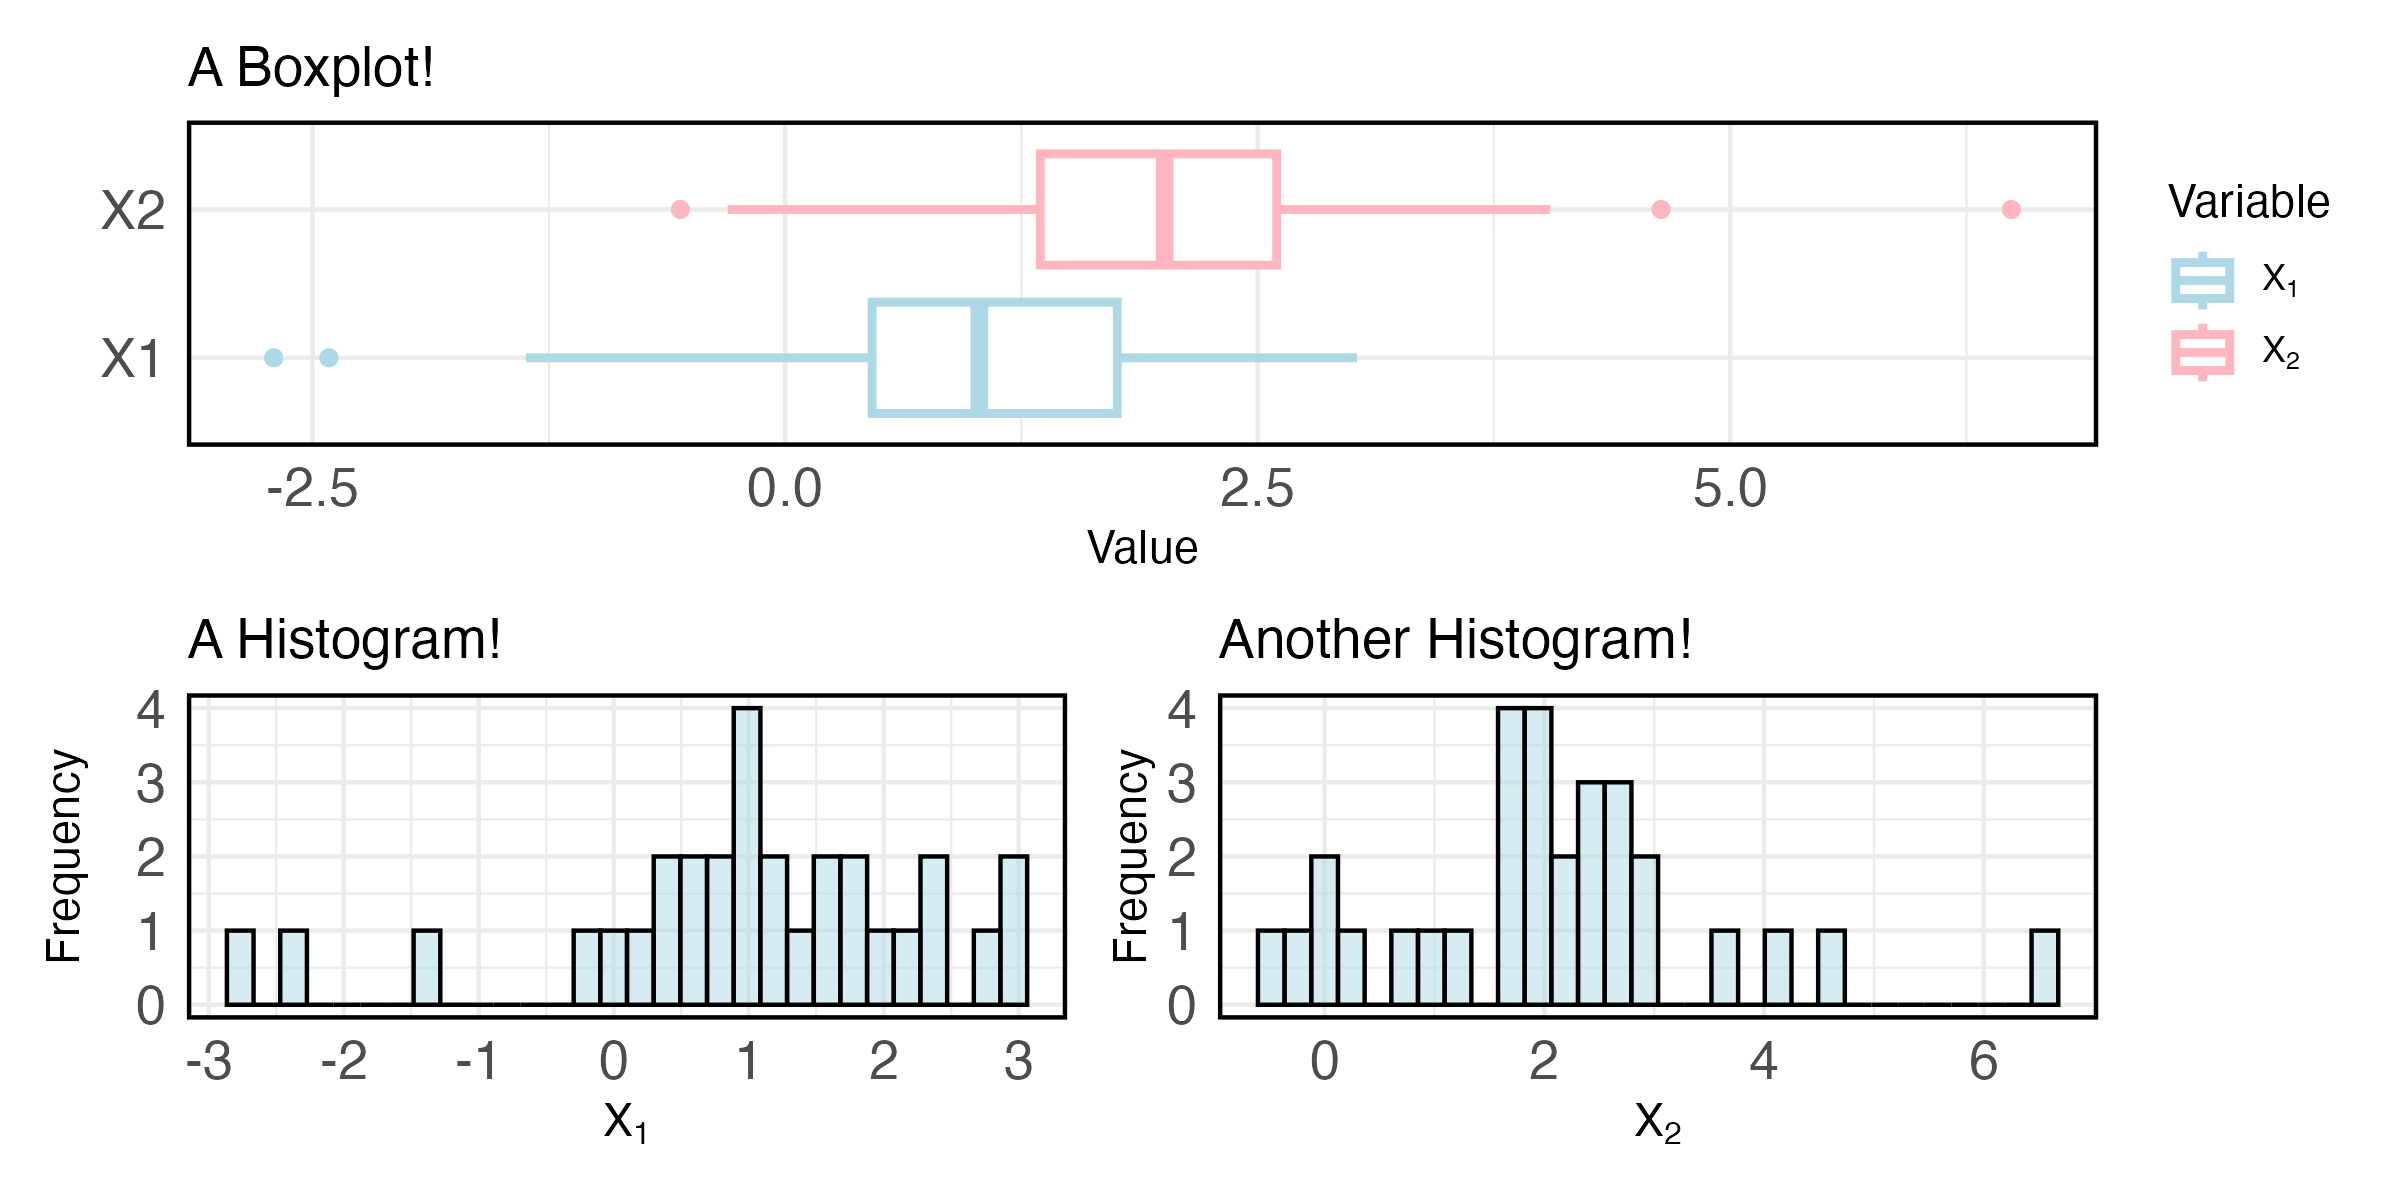 A Boxplot!
X2
X1
-2.5 0.0 2.5 5.0
Value
Variable
X₁
X₂
A Histogram!
Frequency
4
3
2
1
0
-3 -2 -1 0 1 2 3
X₁
Another Histogram!
Frequency
4
3
2
1
0
0 2 4 6
X₂